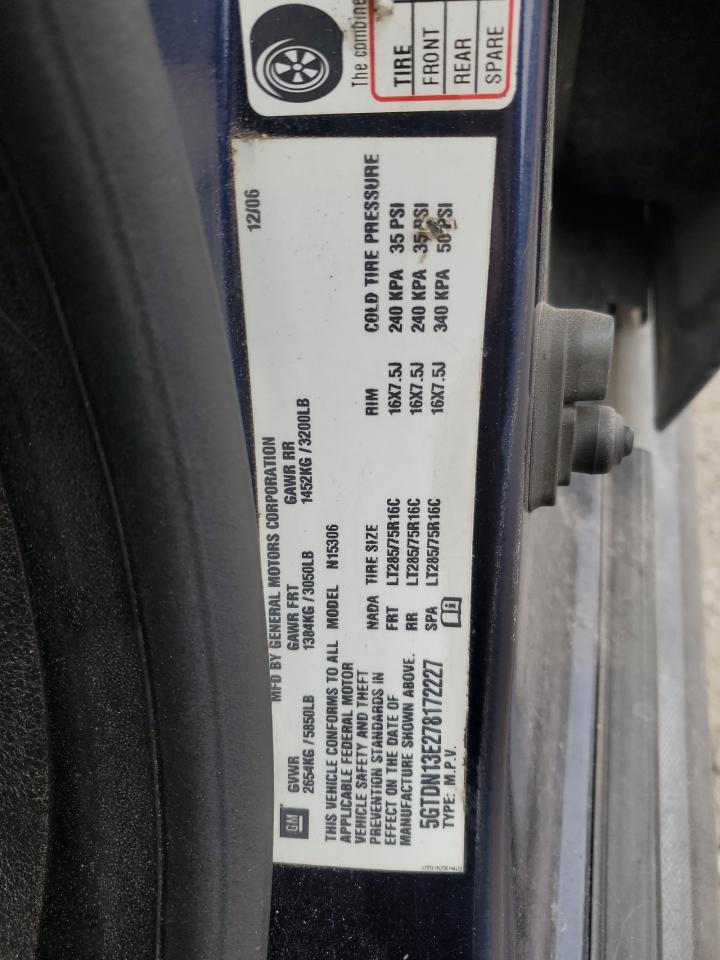 The combine
TIRE
FRONT
REAR
SPARE
12/06
MFD BY GENERAL MOTORS CORPORATION
GM
GVWR GAWR FRT GAWR RR
2654KG / 5850LB 1384KG / 3050LB 1452KG / 3200LB
THIS VEHICLE CONFORMS TO ALL MODEL N15306
APPLICABLE FEDERAL MOTOR
VEHICLE SAFETY AND THEFT
PREVENTION STANDARDS IN
EFFECT ON THE DATE OF
MANUFACTURE SHOWN ABOVE.
NADA TIRE SIZE RIM COLD TIRE PRESSURE
FRT LT285/75R16C 16X7.5J 240 KPA 35 PSI
RR LT285/75R16C 16X7.5J 240 KPA 35 PSI
SPA LT285/75R16C 16X7.5J 340 KPA 50 PSI
5GTDN13E278172227
TYPE: M.P.V.